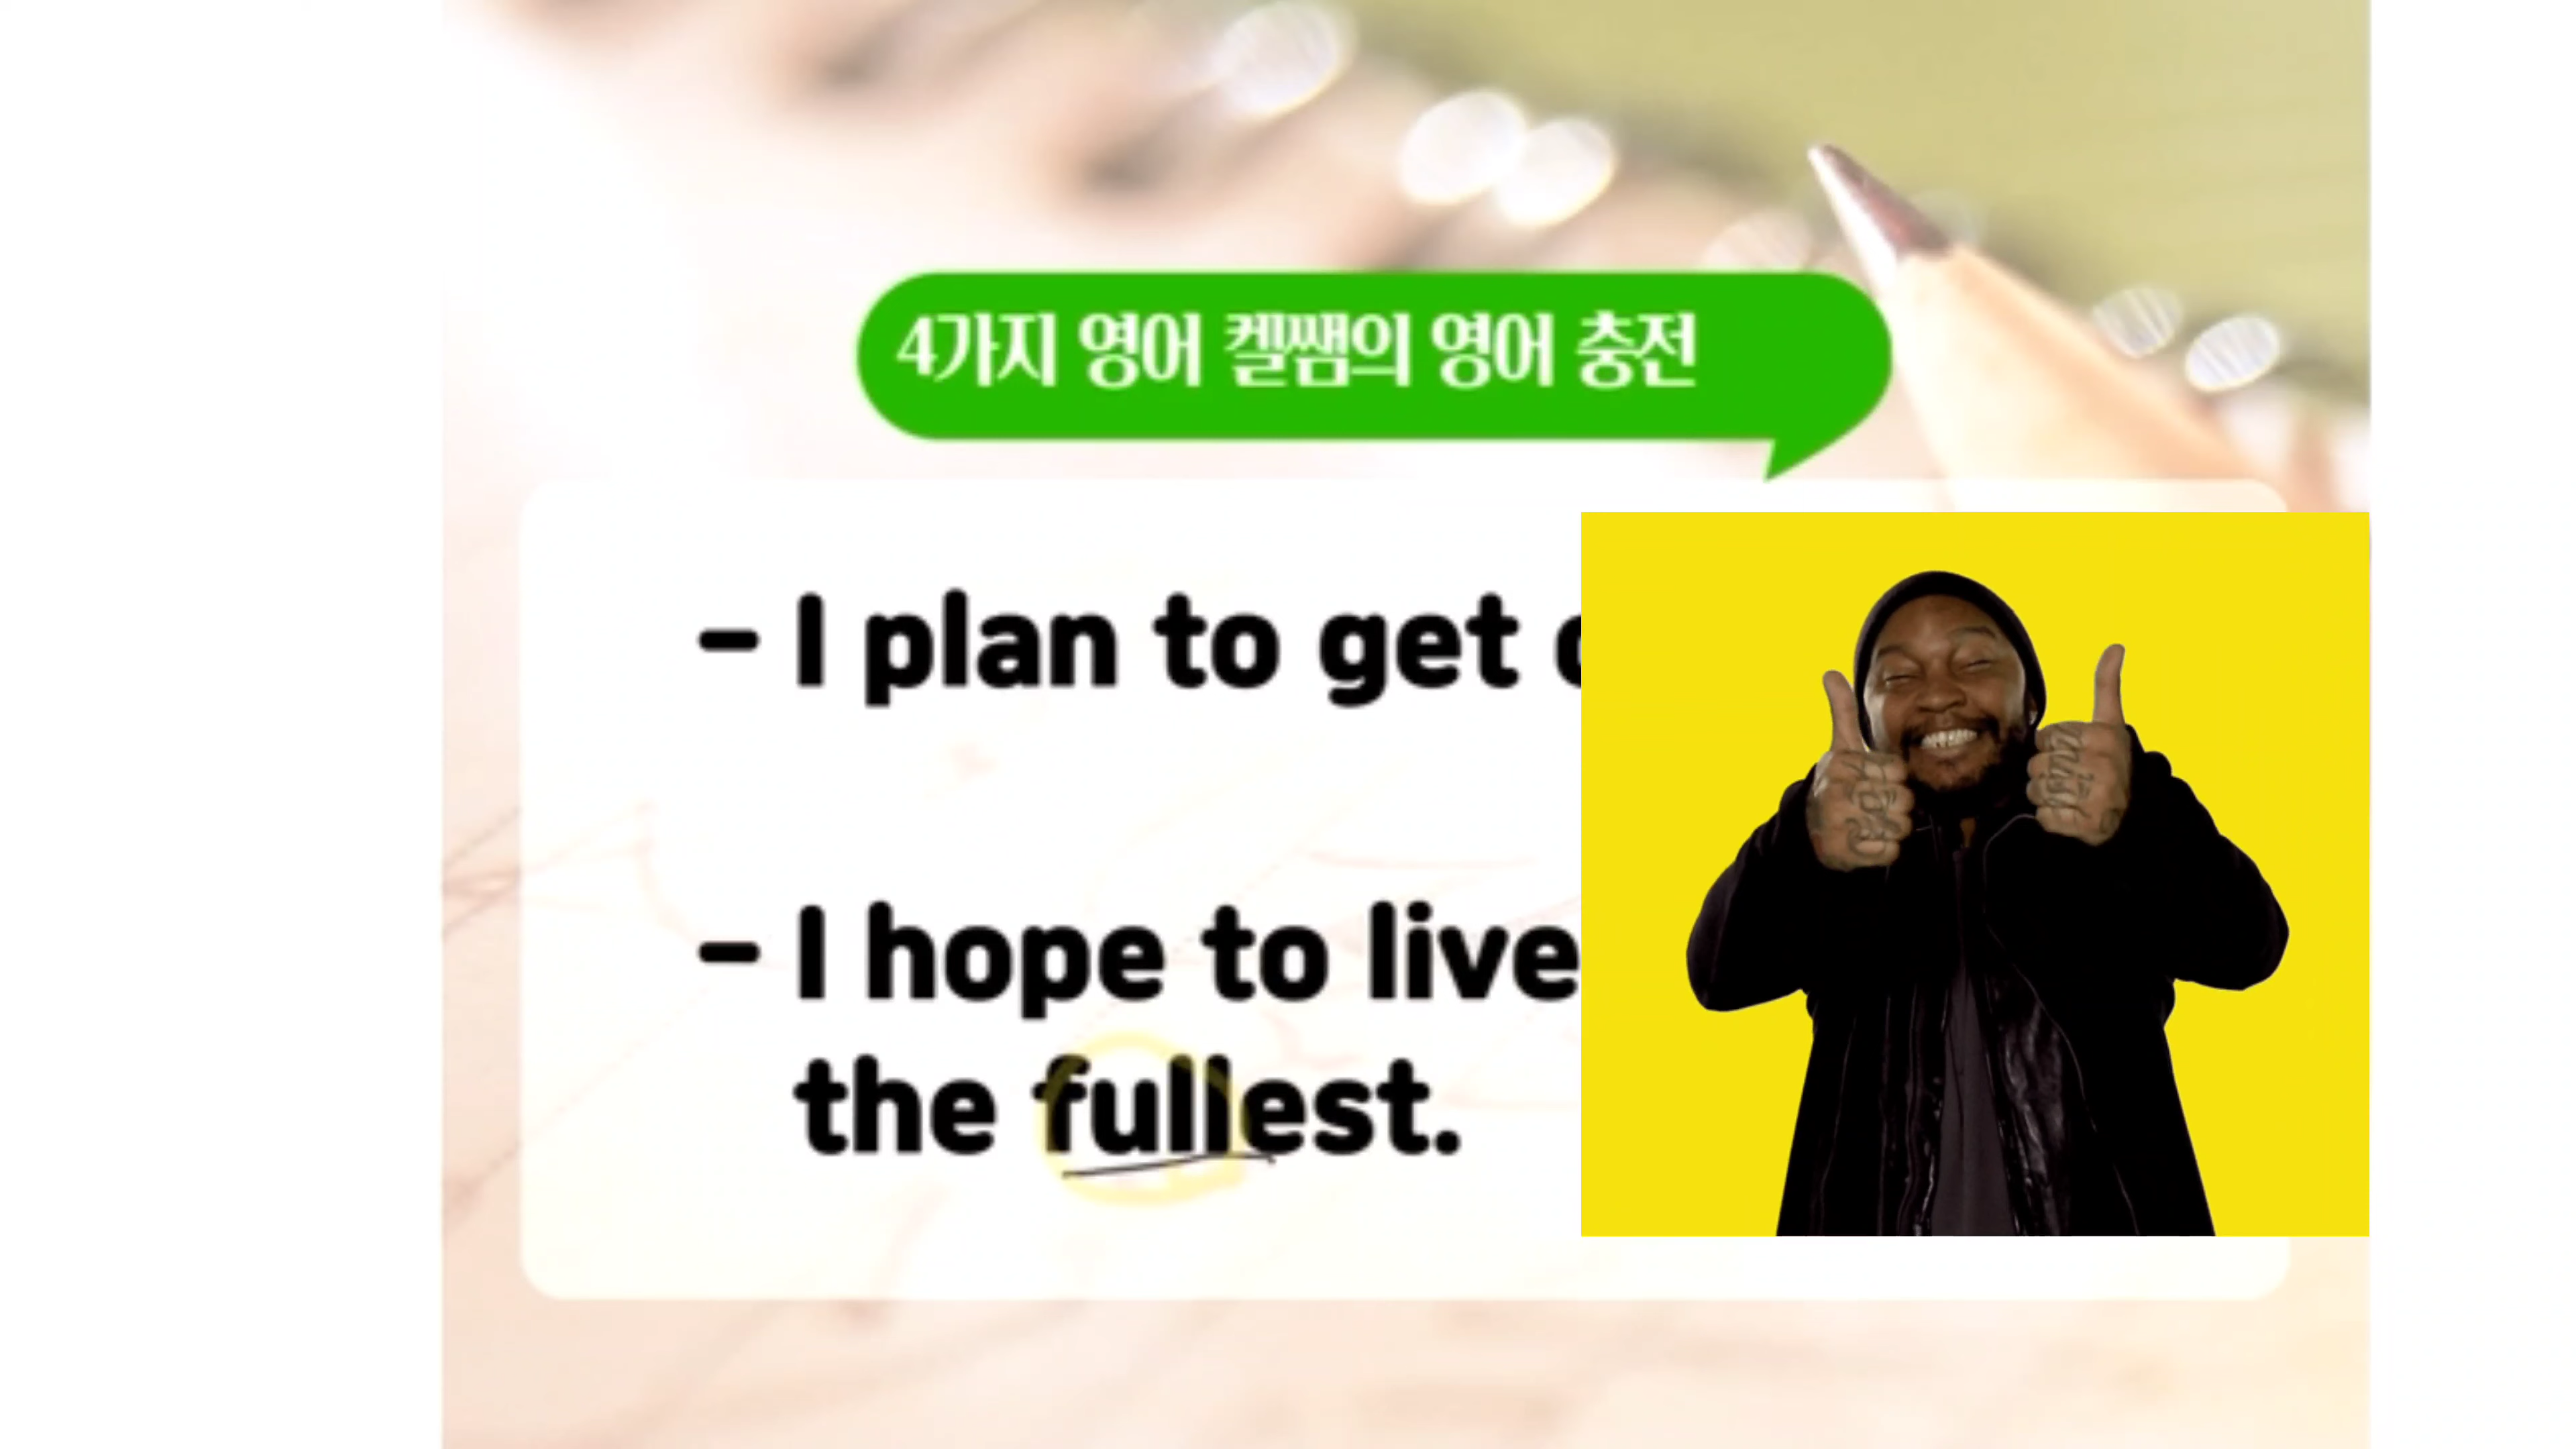 4가지 영어 켈쌤의 영어 충전
– I plan to get
– I hope to live
the fullest.